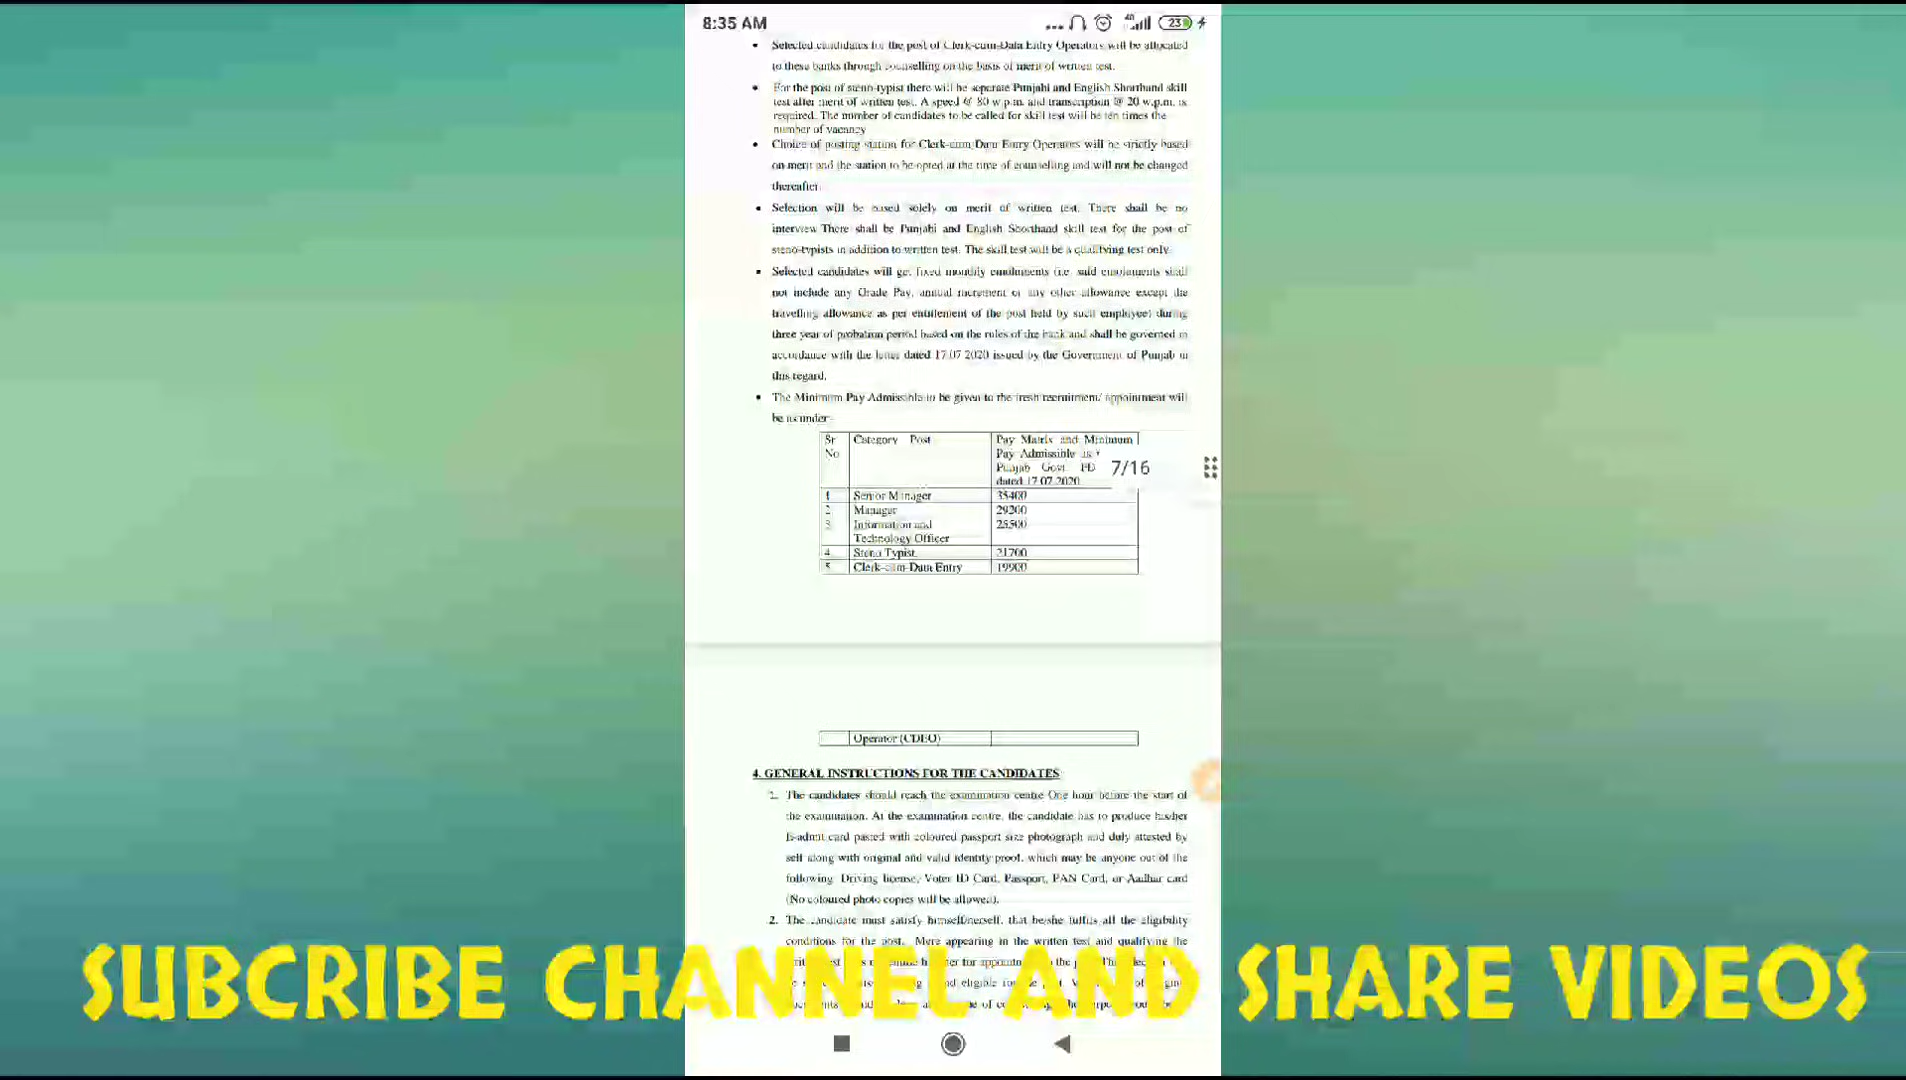 8:35 AM
23
Selected candidates for the post of Clerk-cum-Data Entry Operators will be allocated
to these banks through counselling on the basis of merit of written test.
For the post of steno-typist there will be seperate Punjabi and English Shorthand skill
test after merit of written test. A speed @ 80 w.p.m. and transcription @ 20 w.p.m. is
required. The number of candidates to be called for skill test will be ten times the
number of vacancy
Choice of posting station for Clerk-cum-Data Entry Operators will be strictly based
on merit and the station to be opted at the time of counselling and will not be changed
thereafter.
Selection will be based solely on merit of written test. There shall be no
interview. There shall be Punjabi and English Shorthand skill test for the post of
steno-typists in addition to written test. The skill test will be a qualifying test only.
Selected candidates will get fixed monthly emoluments (i.e. said emoluments shall
not include any Grade Pay, annual increment or any other allowance except the
travelling allowance as per entitlement of the post held by such employee) during
three year of probation period based on the rules of the bank and shall be governed in
accordance with the letter dated 17.07.2020 issued by the Government of Punjab in
this regard.
The Minimum Pay Admissible to be given to the fresh recruitment/ appointment will
be as under:-
Sr Category Post Pay Matrix and Minimum
No Pay Admissible as
Punjab Govt. FD 7/16
dated 17.07.2020
1 Senior Manager 35400
2 Manager 29200
3 Information and 25500
Technology Officer
4 Steno Typist 21700
5 Clerk-cum-Data Entry 19900
Operator (CDEO)
4. GENERAL INSTRUCTIONS FOR THE CANDIDATES
1. The candidates should reach the examination centre One hour before the start of
the examination. At the examination centre, the candidate has to produce his/her
E-admit card pasted with coloured passport size photograph and duly attested by
self along with original and valid identity proof, which may be anyone out of the
following: Driving license, Voter ID Card, Passport, PAN Card, or Aadhar card
(No coloured photo copies will be allowed).
2. The candidate must satisfy himself/herself, that he/she fulfils all the eligibility
conditions for the post. Mere appearing in the written test and qualifying the
SUBCRIBE CHANNEL AND SHARE VIDEOS